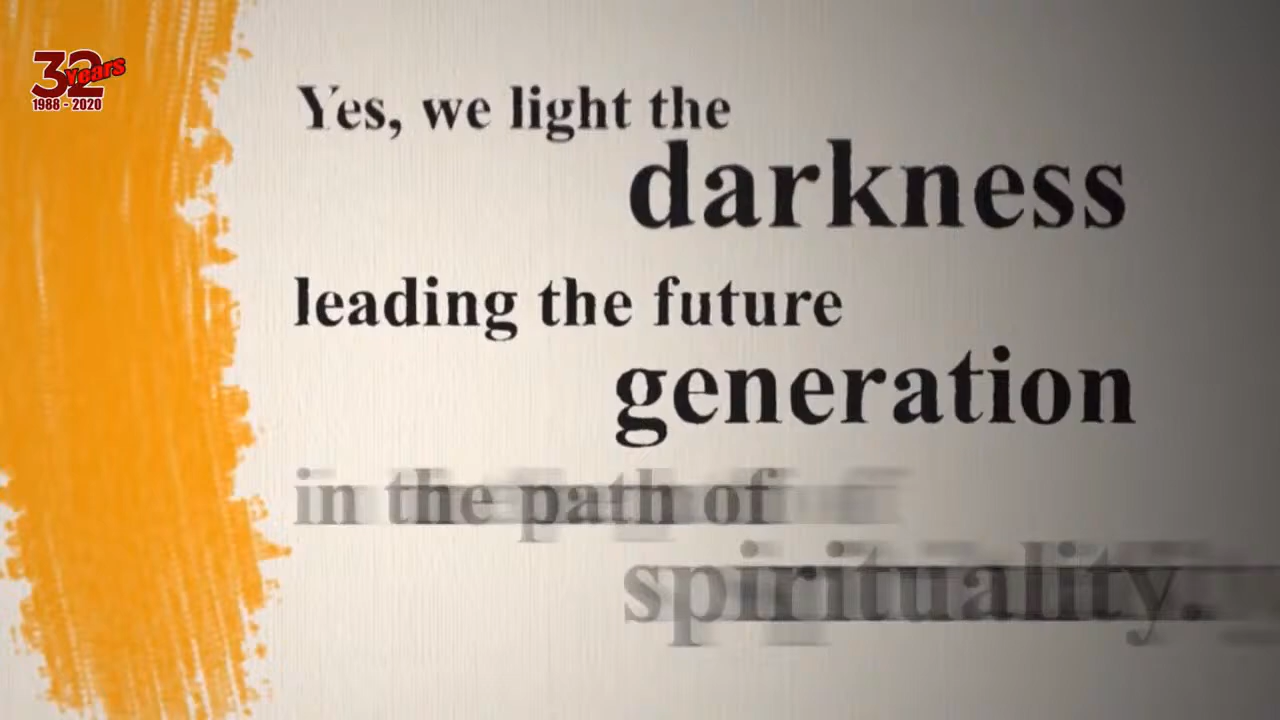 32 Years
1988 - 2020
Yes, we light the
darkness
leading the future
generation
in the path of
spirituality.